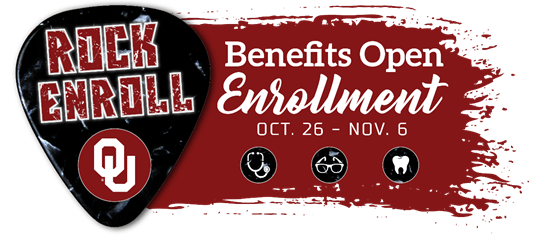 ROCK
ENROLL
OU
Benefits Open
Enrollment
OCT. 26 - NOV. 6